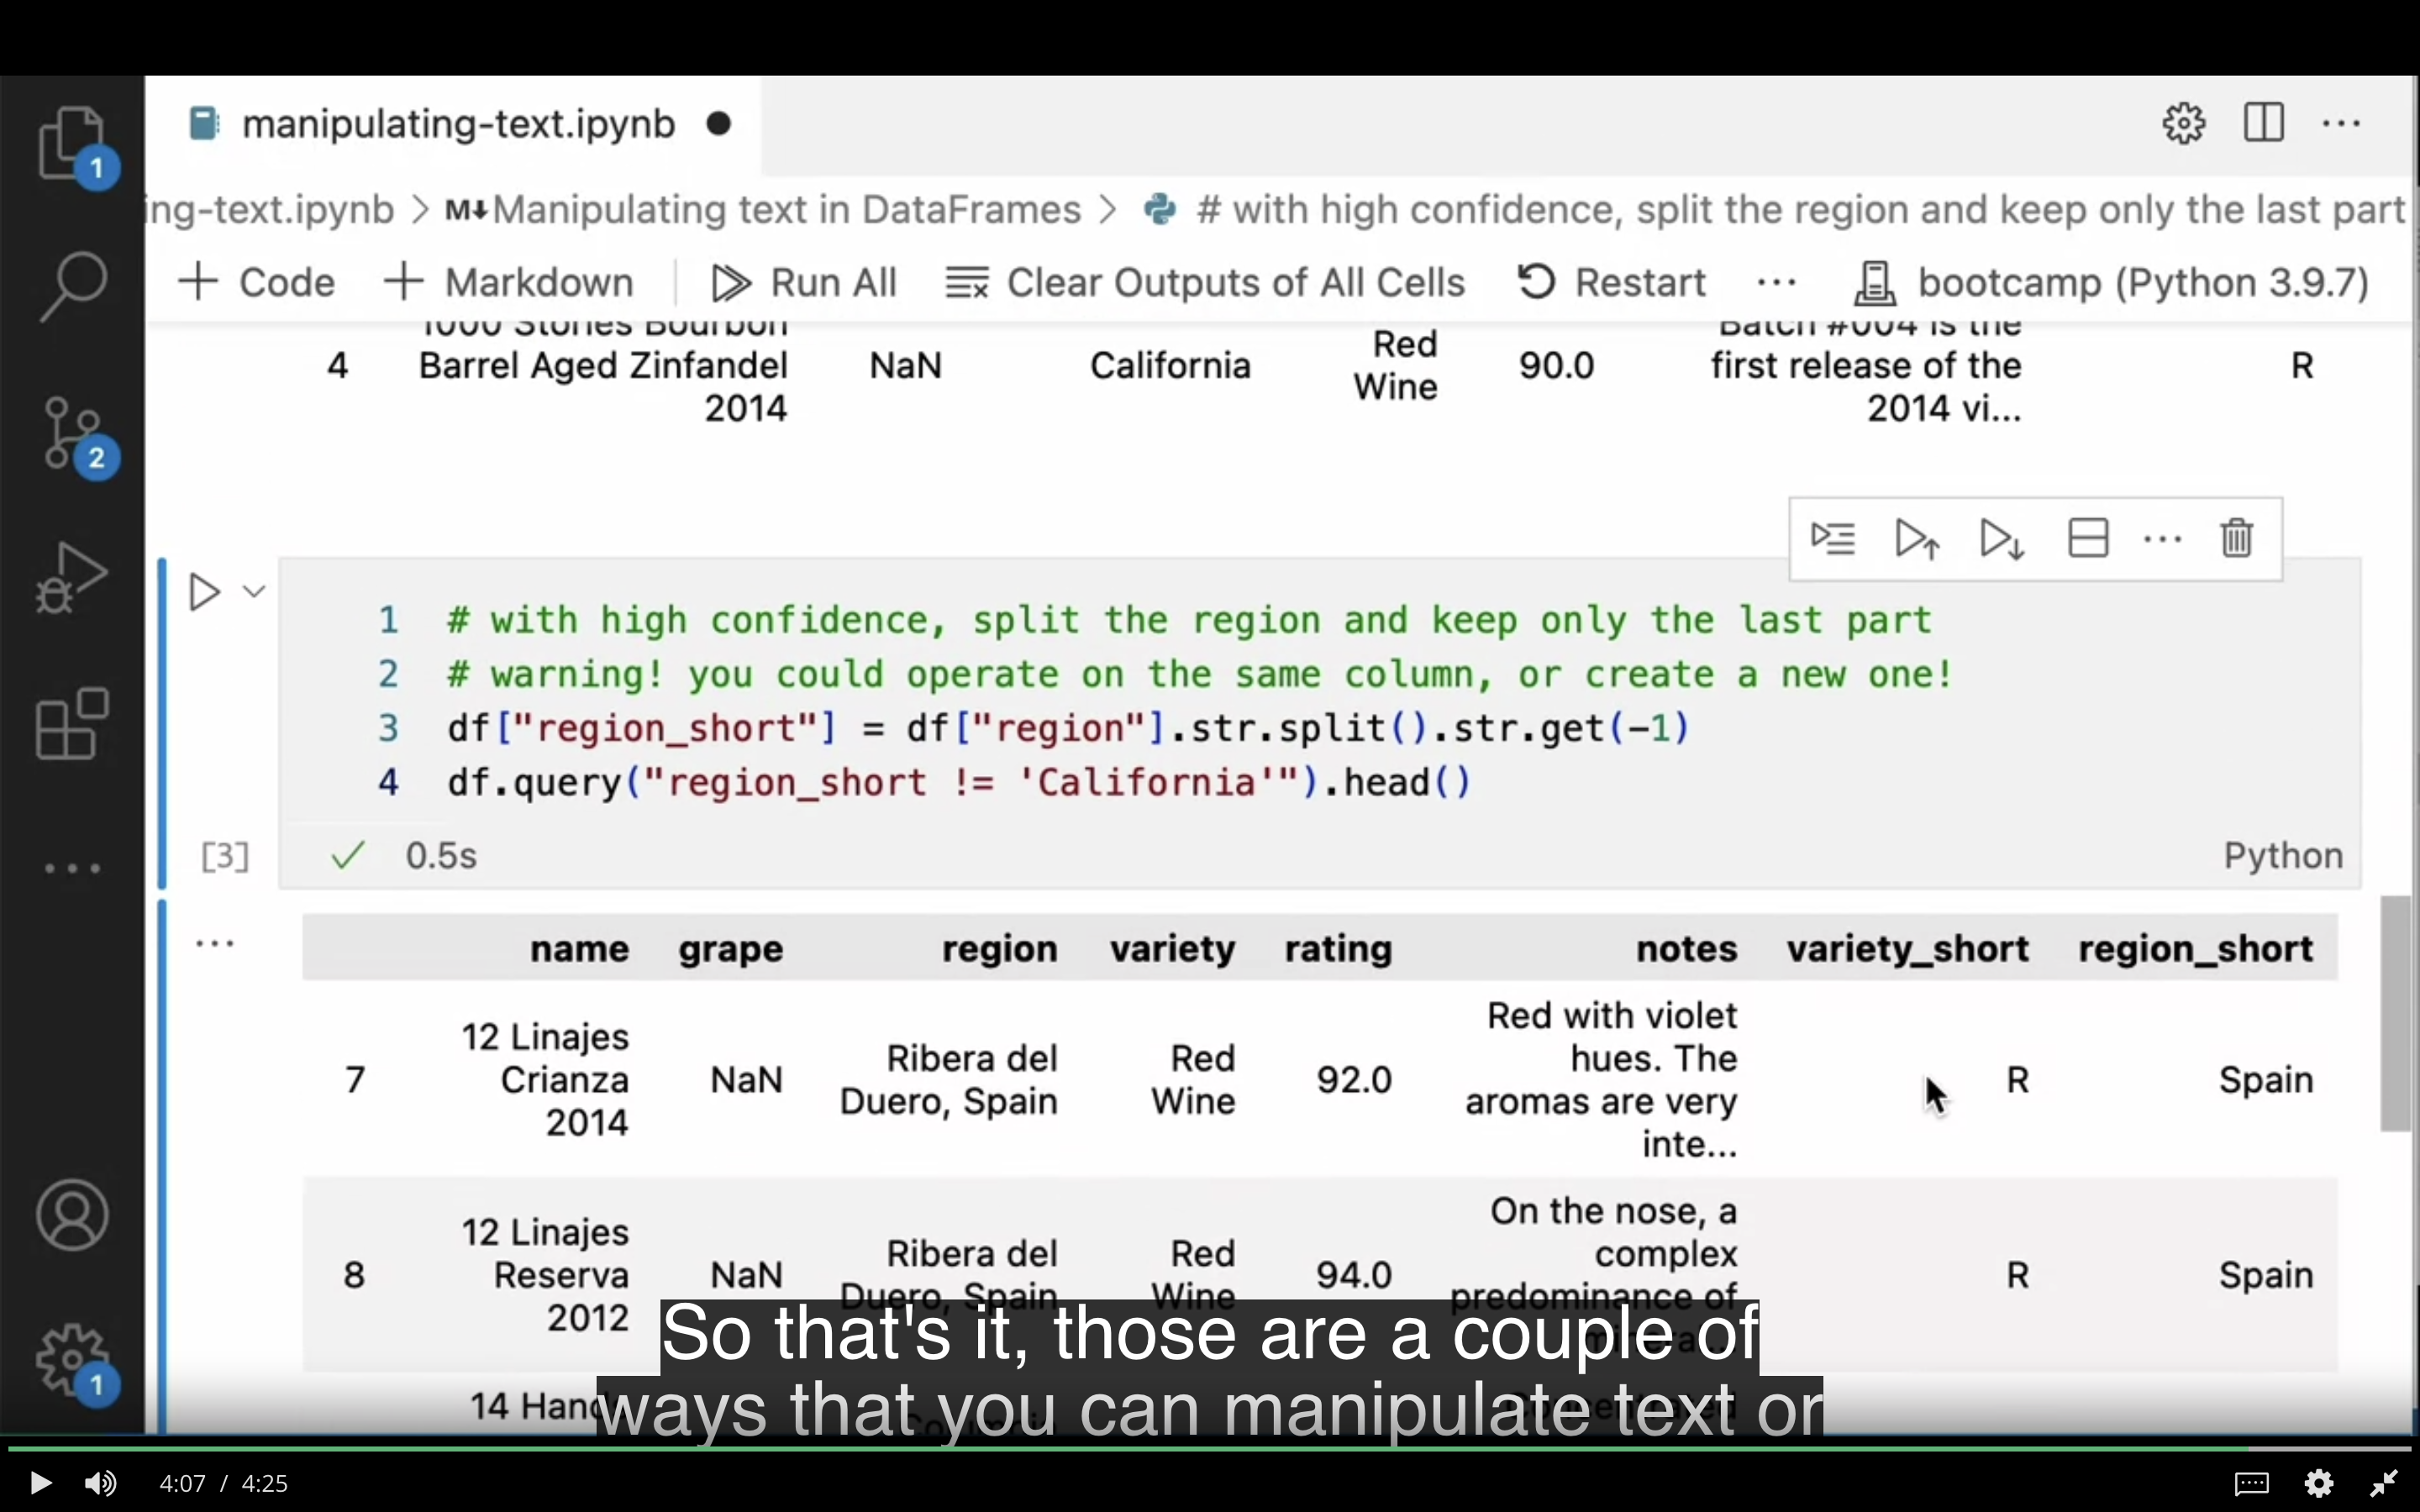 manipulating-text.ipynb
1
ing-text.ipynb > M↓ Manipulating text in DataFrames > # with high confidence, split the region and keep only the last part
+ Code + Markdown Run All Clear Outputs of All Cells Restart ... bootcamp (Python 3.9.7)
1000 Stories Bourbon
Barrel Aged Zinfandel
2014
4
NaN
California
Red
Wine
90.0
Batch #004 is the
first release of the
2014 vi...
R
2
1 # with high confidence, split the region and keep only the last part
2 # warning! you could operate on the same column, or create a new one!
3 df["region_short"] = df["region"].str.split().str.get(-1)
4 df.query("region_short != 'California'").head()
[3] 0.5s Python
name grape region variety rating notes variety_short region_short
7
12 Linajes
Crianza
2014
NaN
Ribera del
Duero, Spain
Red
Wine
92.0
Red with violet
hues. The
aromas are very
inte...
R
Spain
8
12 Linajes
Reserva
2012
NaN
Ribera del
Duero, Spain
Red
Wine
94.0
On the nose, a
complex
predominance of
R
Spain
14
1
So that's it, those are a couple of
ways that you can manipulate text or
4:07 / 4:25